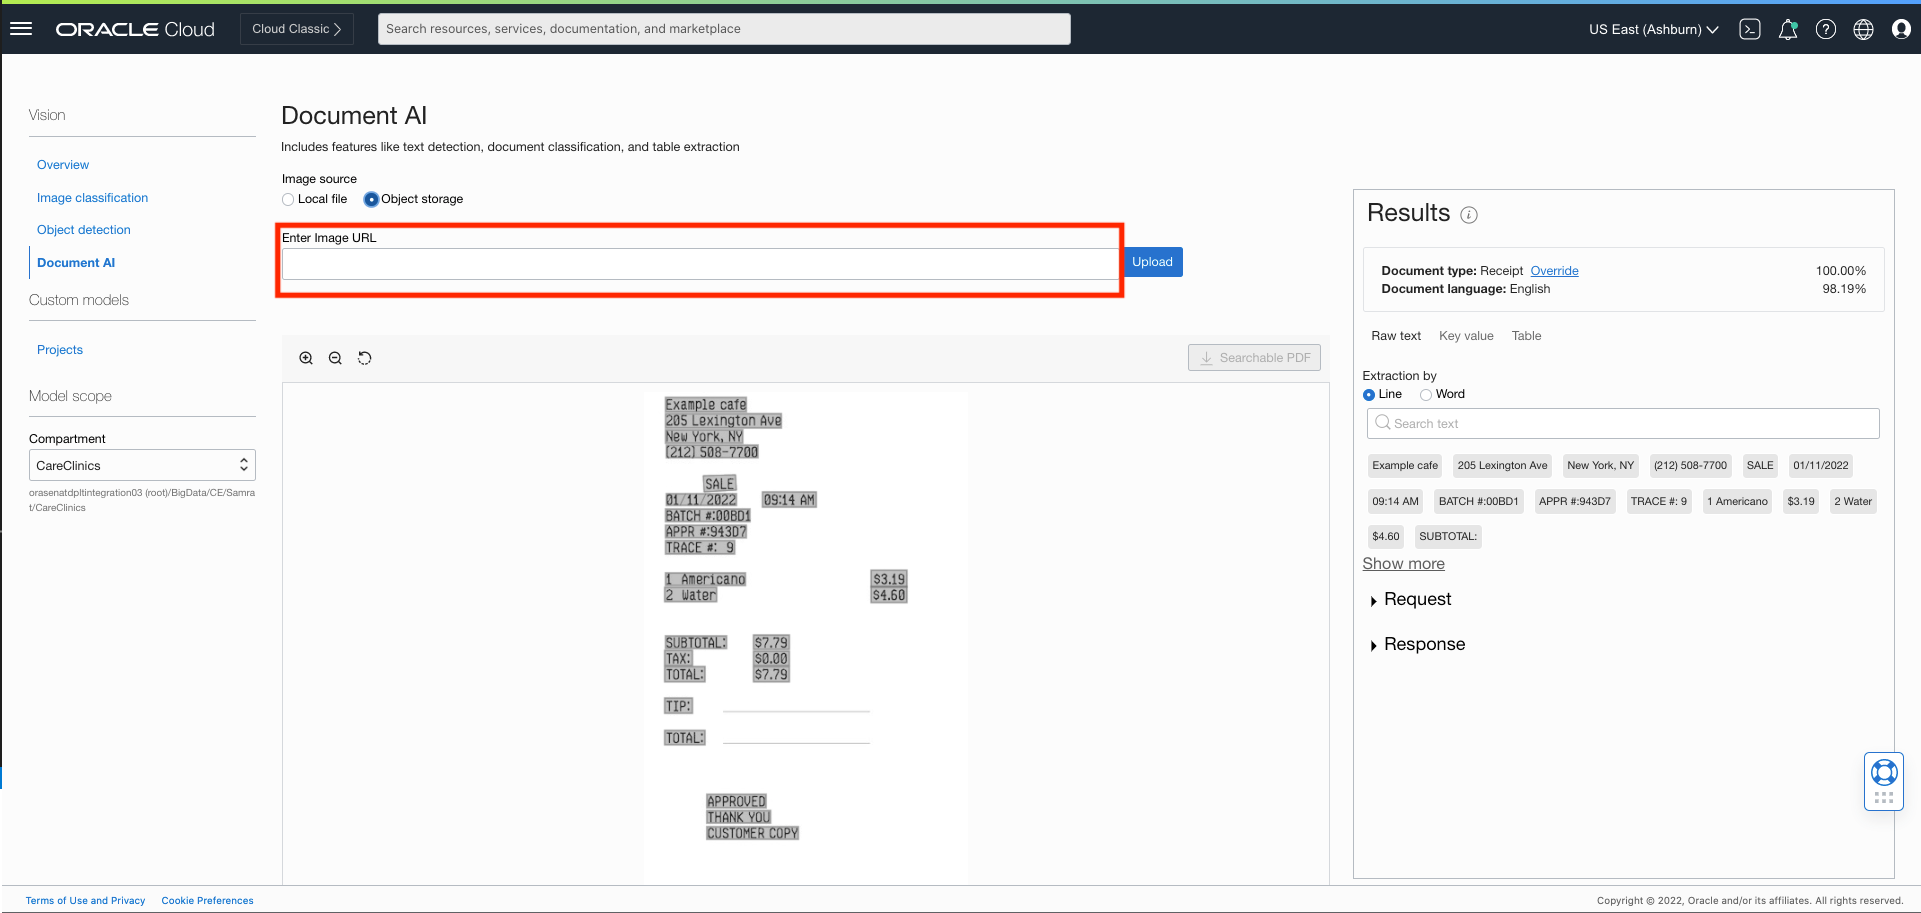 ORACLE Cloud
Cloud Classic
Search resources, services, documentation, and marketplace
US East (Ashburn)
Vision
Overview
Image classification
Object detection
Document AI
Custom models
Projects
Model scope
Compartment
CareClinics
orasenatdpltintegration03 (root)/BigData/CE/Samra
t/CareClinics
Document AI
Includes features like text detection, document classification, and table extraction
Image source
Local file Object storage
Enter Image URL
Upload
Searchable PDF
Example cafe
205 Lexington Ave
New York, NY
(212) 508-7700
SALE
01/11/2022 09:14 AM
BATCH #:00BD1
APPR #:943D7
TRACE #: 9
1 Americano $3.19
2 Water $4.60
SUBTOTAL: $7.79
TAX: $0.00
TOTAL: $7.79
TIP:
TOTAL:
APPROVED
THANK YOU
CUSTOMER COPY
Results
Document type: Receipt Override 100.00%
Document language: English 98.19%
Raw text Key value Table
Extraction by
Line Word
Search text
Example cafe 205 Lexington Ave New York, NY (212) 508-7700 SALE 01/11/2022
09:14 AM BATCH #:00BD1 APPR #:943D7 TRACE #: 9 1 Americano $3.19 2 Water
$4.60 SUBTOTAL:
Show more
Request
Response
Terms of Use and Privacy Cookie Preferences
Copyright © 2022, Oracle and/or its affiliates. All rights reserved.